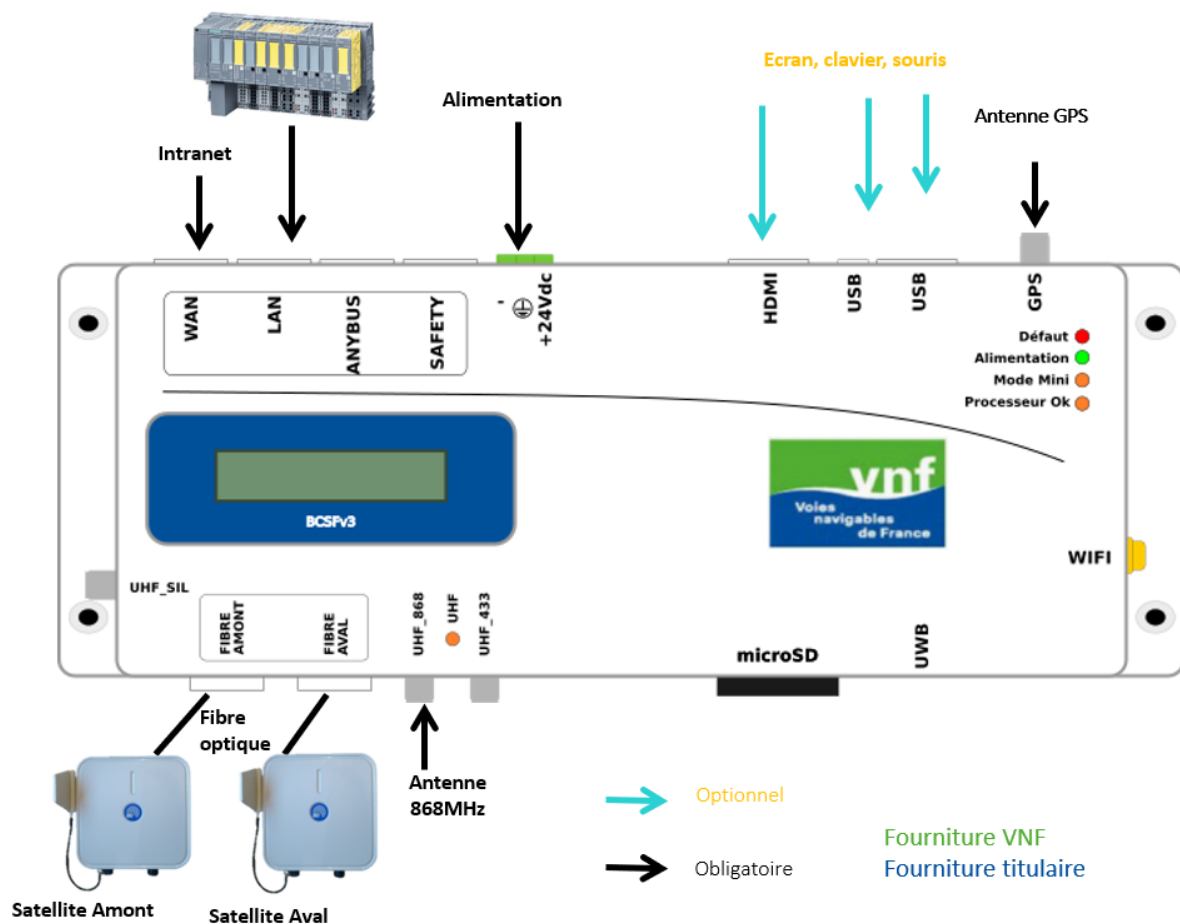 Ecran, clavier, souris
Alimentation
Antenne GPS
Intranet
WAN
LAN
ANYBUS
SAFETY
-
+24Vdc
HDMI
USB
USB
GPS
Défaut
Alimentation
Mode Mini
Processeur Ok
BCSFv3
vnf
Voies
navigables
de France
WIFI
UHF_SIL
FIBRE
AMONT
FIBRE
AVAL
UHF_868
UHF
UHF_433
microSD
UWB
Fibre
optique
Antenne
868MHz
Optionnel
Obligatoire
Fourniture VNF
Fourniture titulaire
Satellite Amont
Satellite Aval